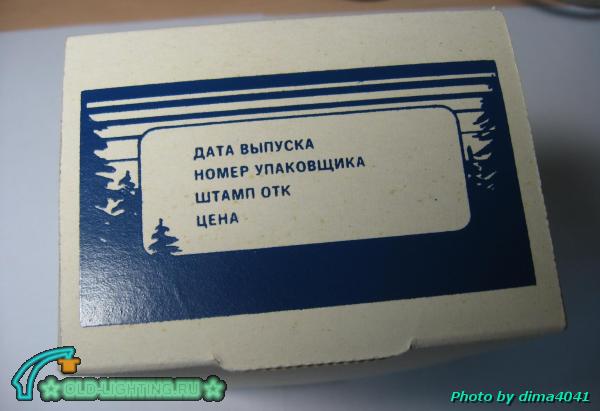 ДАТА ВЫПУСКА
НОМЕР УПАКОВЩИКА
ШТАМП ОТК
ЦЕНА
OLD-LIGHTING.RU
Photo by dima4041